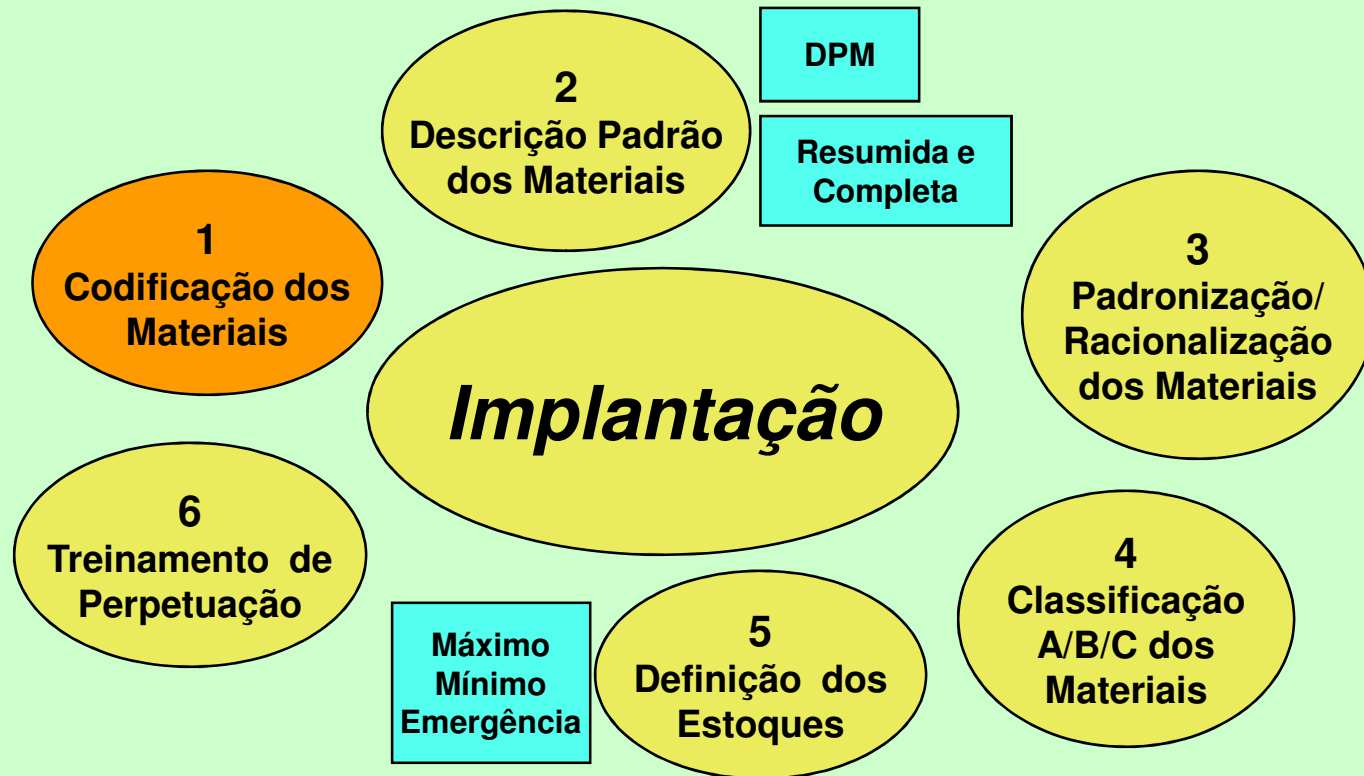 1
Codificação dos
Materiais
2
Descrição Padrão
dos Materiais
DPM
Resumida e
Completa
3
Padronização/
Racionalização
dos Materiais
Implantação
4
Classificação
A/B/C dos
Materiais
5
Definição dos
Estoques
Máximo
Mínimo
Emergência
6
Treinamento de
Perpetuação